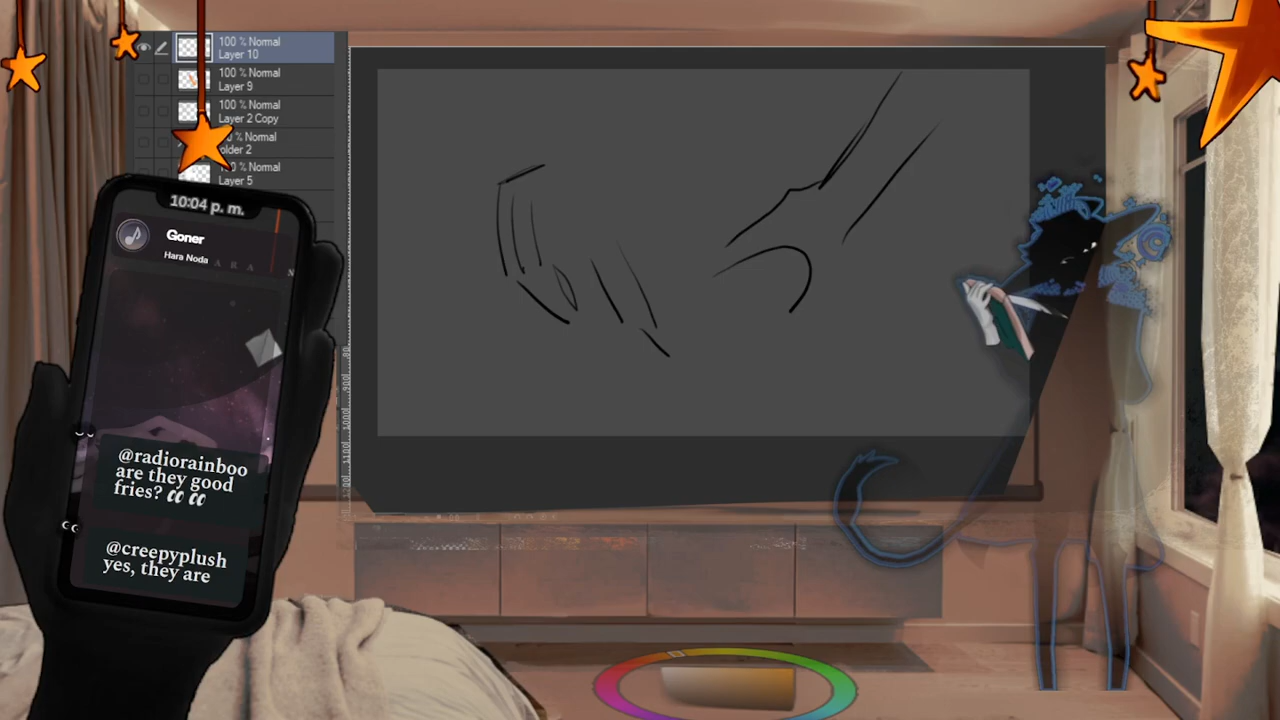 100 % Normal
Layer 10
100 % Normal
Layer 9
100 % Normal
Layer 2 Copy
% Normal
older 2
% Normal
Layer 5
10:04 p. m.
Goner
Hara Noda
@radiorainboo
are they good
fries?
@creepyplush
yes, they are